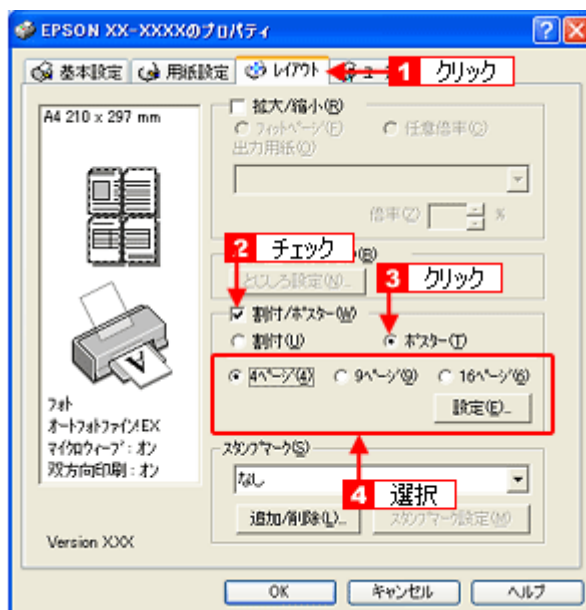 EPSON XX-XXXXのプロパティ
基本設定 用紙設定 レイアウト
1 クリック
A4 210 x 297 mm
拡大/縮小(R)
フィットページ(F) 任意倍率(C)
出力用紙(O)
倍率(Z) %
2 チェック
とじしろ設定(N)...
3 クリック
割付/ポスター(W)
割付(U) ポスター(T)
4ページ(4) 9ページ(9) 16ページ(6)
設定(E)...
フォト
オートフォトファイン!EX
マイクロウィーブ : オン
双方向印刷 : オン
スタンプマーク(S)
なし
4 選択
追加/削除(L)... スタンプマーク設定(M)
Version XXX
OK キャンセル ヘルプ